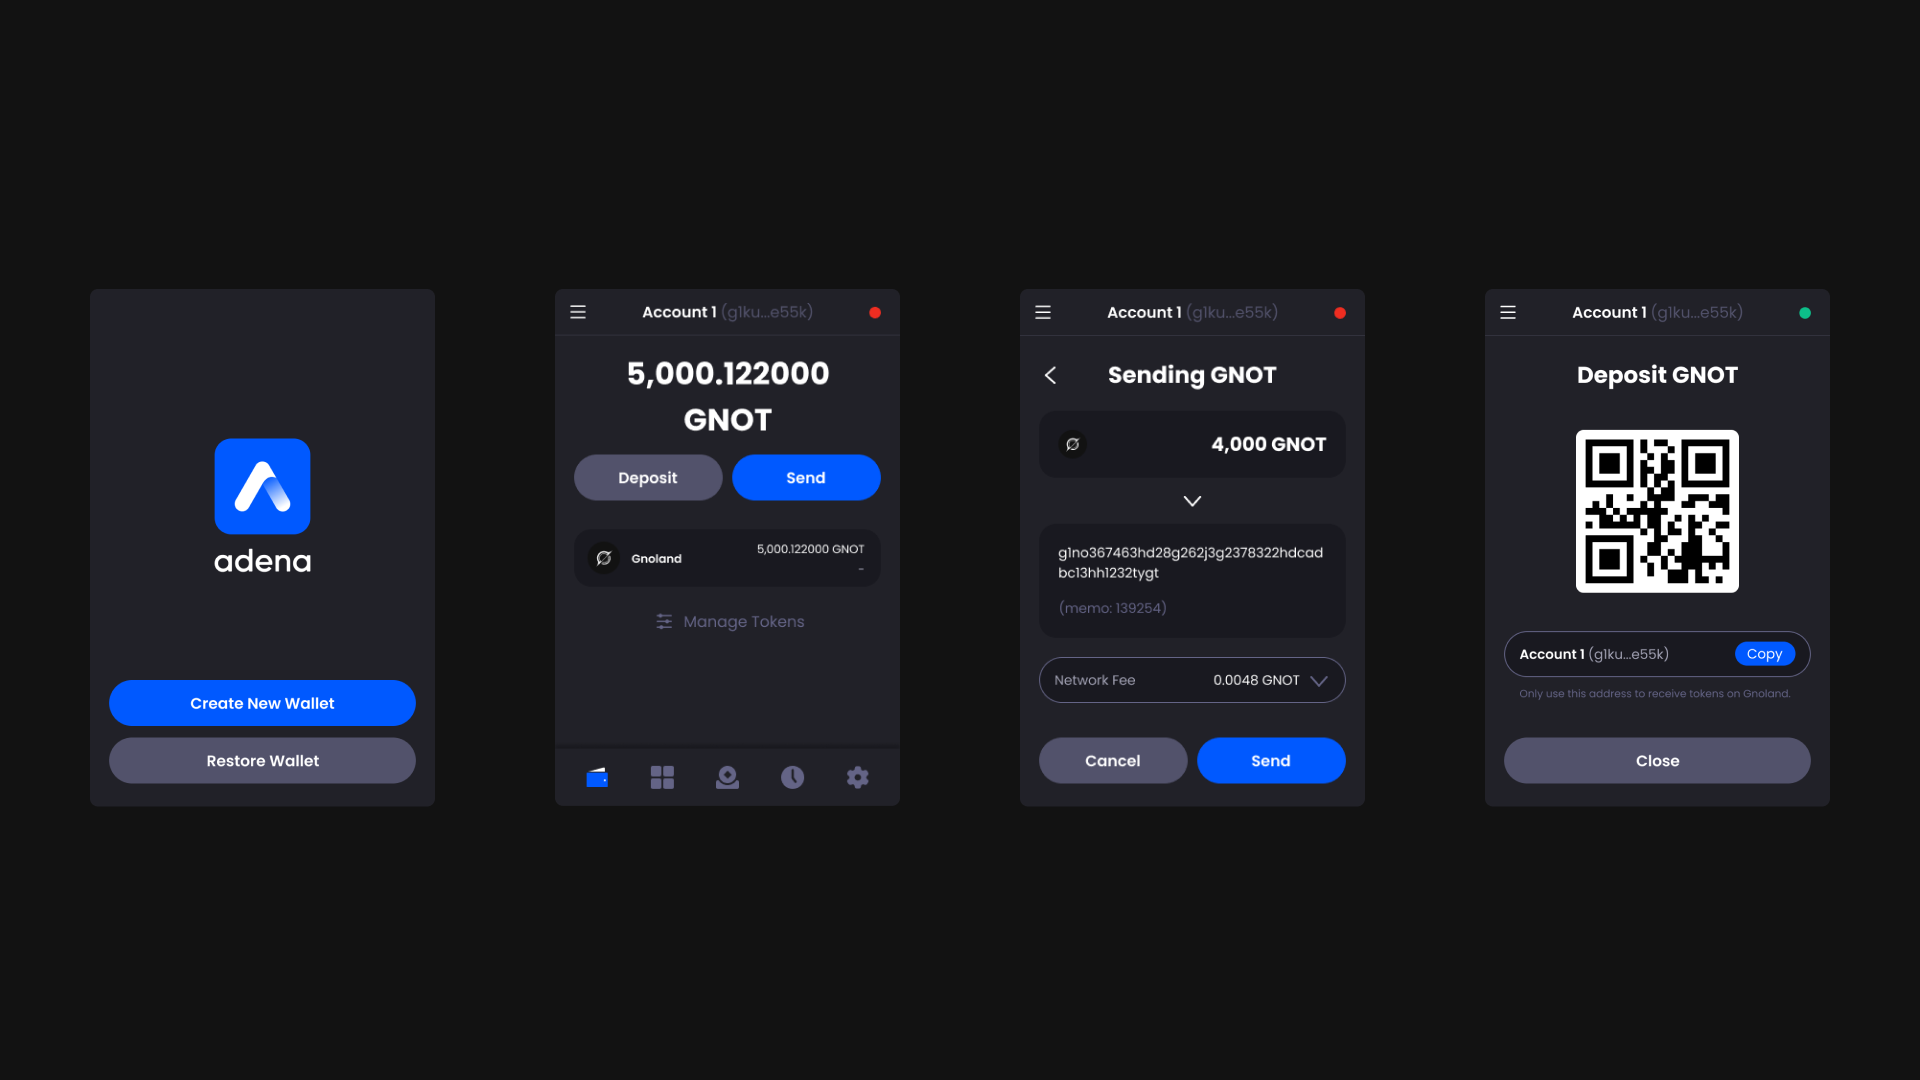 adena
Create New Wallet
Restore Wallet
Account 1 (g1ku...e55k)
5,000.122000
GNOT
Deposit
Send
Gnoland
5,000.122000 GNOT
–
Manage Tokens
Account 1 (g1ku...e55k)
Sending GNOT
4,000 GNOT
g1no367463hd28g262j3g2378322hdcad
bc13hh1232tygt
(memo: 139254)
Network Fee
0.0048 GNOT
Cancel
Send
Account 1 (g1ku...e55k)
Deposit GNOT
Account 1 (g1ku...e55k)
Copy
Only use this address to receive tokens on Gnoland.
Close